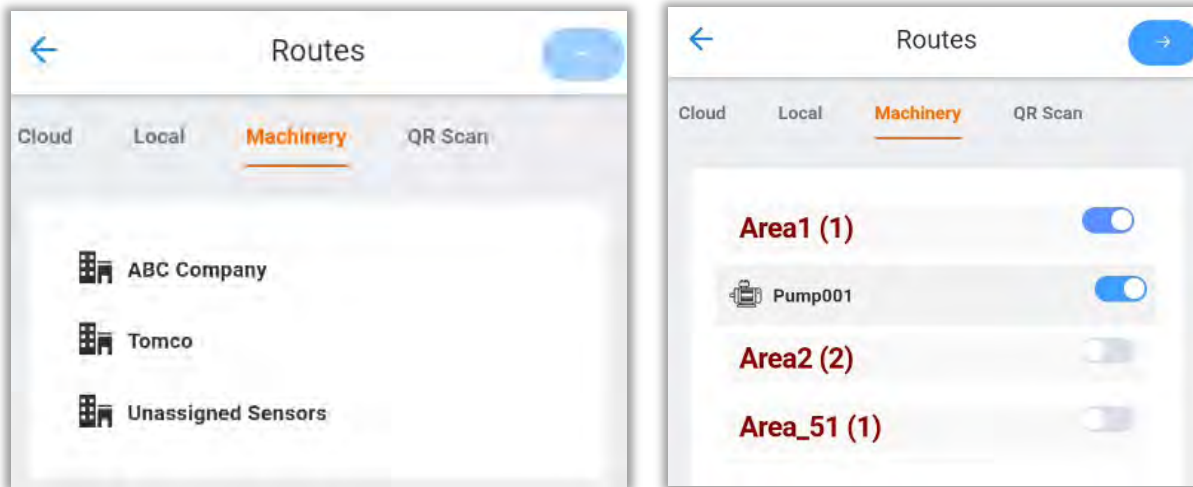 Routes
Cloud Local Machinery QR Scan
ABC Company
Tomco
Unassigned Sensors
Routes
Cloud Local Machinery QR Scan
Area1 (1)
Pump001
Area2 (2)
Area_51 (1)